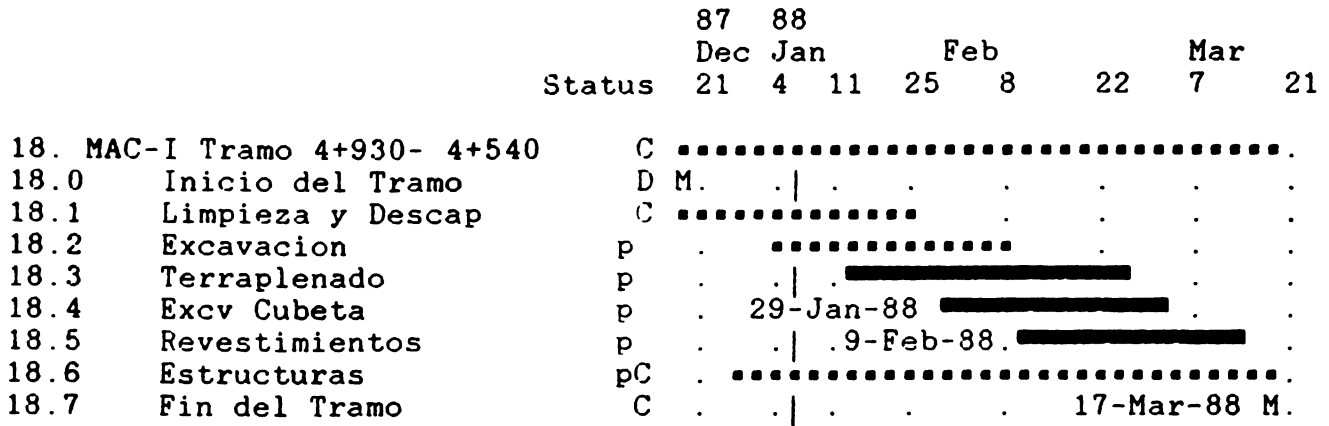 87 88
Dec Jan Feb Mar
Status 21 4 11 25 8 22 7 21
18. MAC-I Tramo 4+930- 4+540 C
18.0 Inicio del Tramo D M.
18.1 Limpieza y Descap C
18.2 Excavacion p
18.3 Terraplenado p
18.4 Excv Cubeta p 29-Jan-88
18.5 Revestimientos p 9-Feb-88
18.6 Estructuras pC
18.7 Fin del Tramo C 17-Mar-88 M.